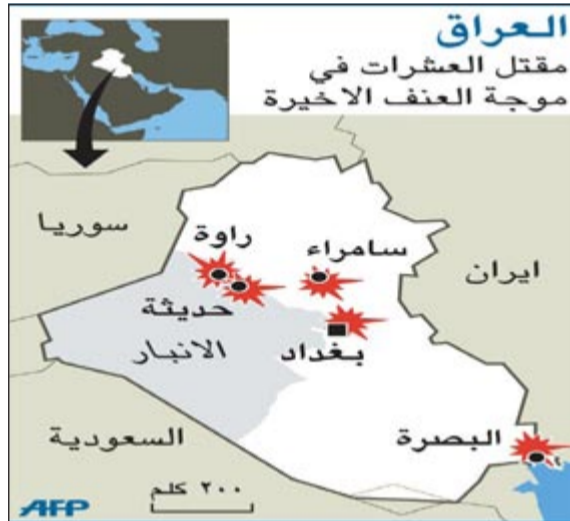 العراق
مقتل العشرات في
موجة العنف الاخيرة
سوريا
راوة
سامراء
ايران
حديثة
الانبار
بغداد
السعودية
البصرة
٢٠٠ كلم
AFP